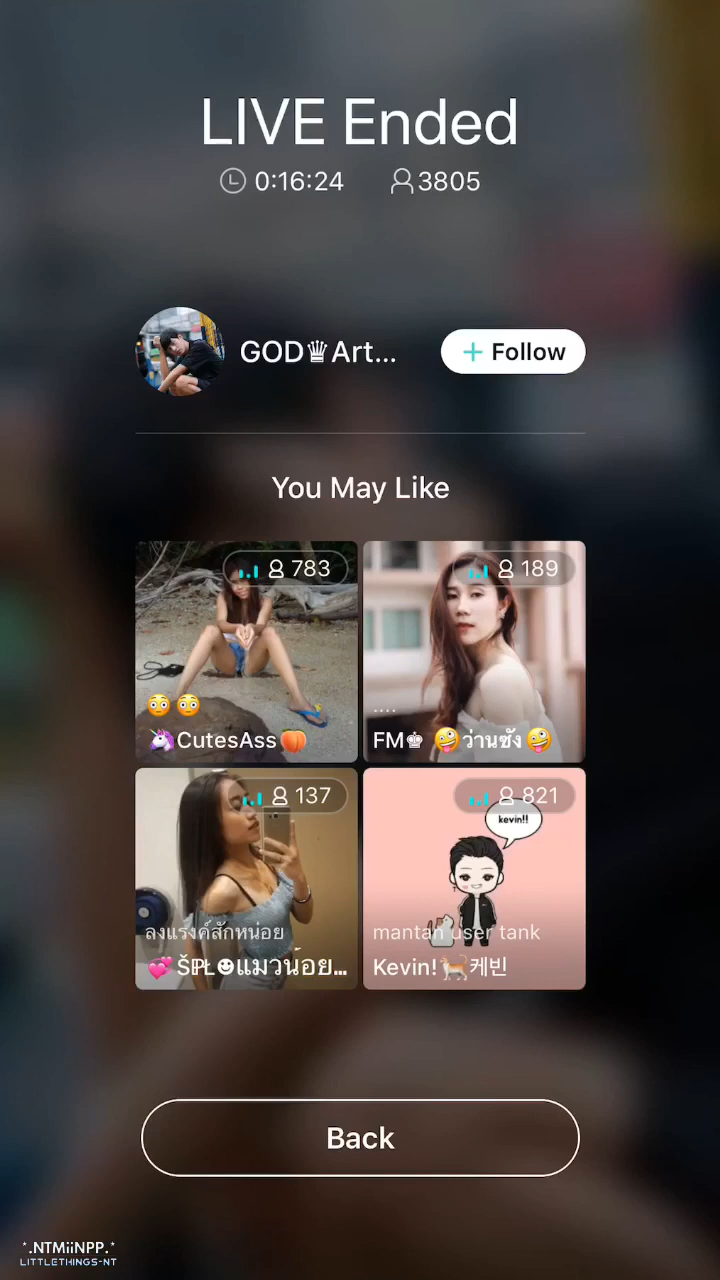 LIVE Ended
0:16:24 3805
GOD♛Art...
+ Follow
You May Like
783
😳😳
🦄CutesAss🍑
189
....
FM♚ 🤪ว่านซัง🤪
137
ลงแร้งค์สักหน่อย
💞ŠⱣȽ☻แมวน้อย...
821
kevin!!
mantan user tank
Kevin!🐈케빈
Back
*.NTMiiNPP.*
LITTLETHINGS-NT